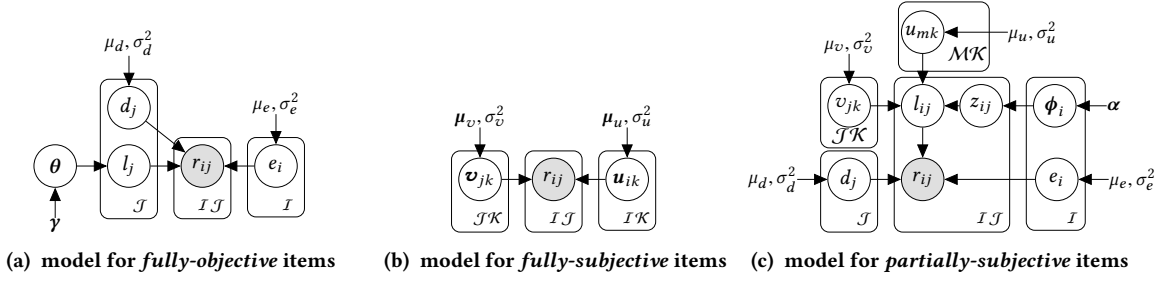 μ_d, σ_d^2
d_j
μ_e, σ_e^2
θ
l_j
r_ij
e_i
𝒥
ℐ𝒥
ℐ
γ
(a) model for fully-objective items
μ_v, σ_v^2
μ_u, σ_u^2
v_jk
r_ij
u_ik
𝒥𝒦
ℐ𝒥
ℐ𝒦
(b) model for fully-subjective items
u_mk
μ_u, σ_u^2
ℳ𝒦
μ_v, σ_v^2
v_jk
l_ij
z_ij
ϕ_i
α
𝒥𝒦
μ_d, σ_d^2
d_j
r_ij
e_i
μ_e, σ_e^2
𝒥
ℐ𝒥
ℐ
(c) model for partially-subjective items